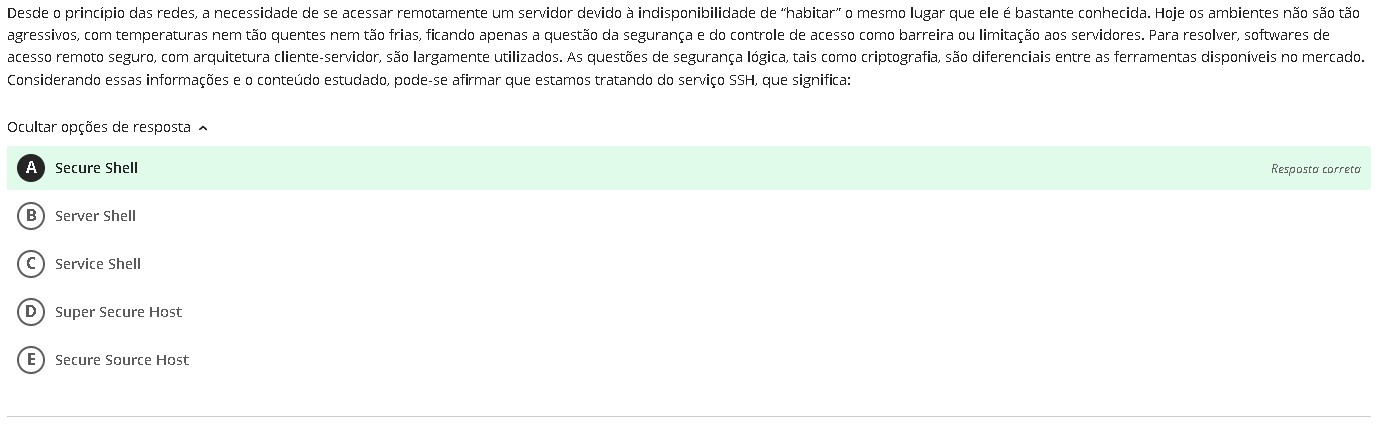 Desde o princípio das redes, a necessidade de se acessar remotamente um servidor devido à indisponibilidade de “habitar” o mesmo lugar que ele é bastante conhecida. Hoje os ambientes não são tão
agressivos, com temperaturas nem tão quentes nem tão frias, ficando apenas a questão da segurança e do controle de acesso como barreira ou limitação aos servidores. Para resolver, softwares de
acesso remoto seguro, com arquitetura cliente-servidor, são largamente utilizados. As questões de segurança lógica, tais como criptografia, são diferenciais entre as ferramentas disponíveis no mercado.
Considerando essas informações e o conteúdo estudado, pode-se afirmar que estamos tratando do serviço SSH, que significa:
Ocultar opções de resposta
A Secure Shell Resposta correta
B Server Shell
C Service Shell
D Super Secure Host
E Secure Source Host